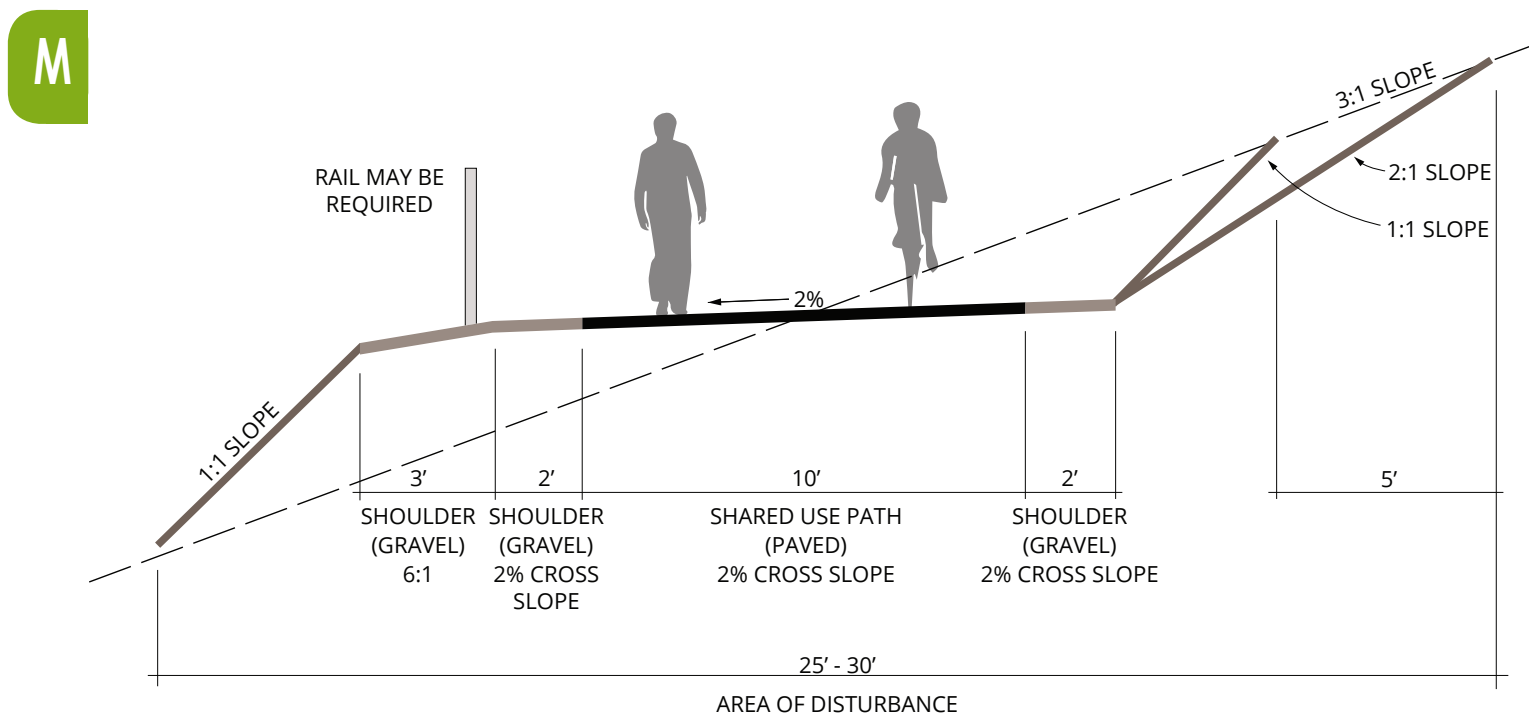 M
3:1 SLOPE
RAIL MAY BE
REQUIRED
2:1 SLOPE
1:1 SLOPE
2%
1:1 SLOPE
3’
2’
10’
2’
5’
SHOULDER
(GRAVEL)
6:1
SHOULDER
(GRAVEL)
2% CROSS
SLOPE
SHARED USE PATH
(PAVED)
2% CROSS SLOPE
SHOULDER
(GRAVEL)
2% CROSS SLOPE
25’ - 30’
AREA OF DISTURBANCE